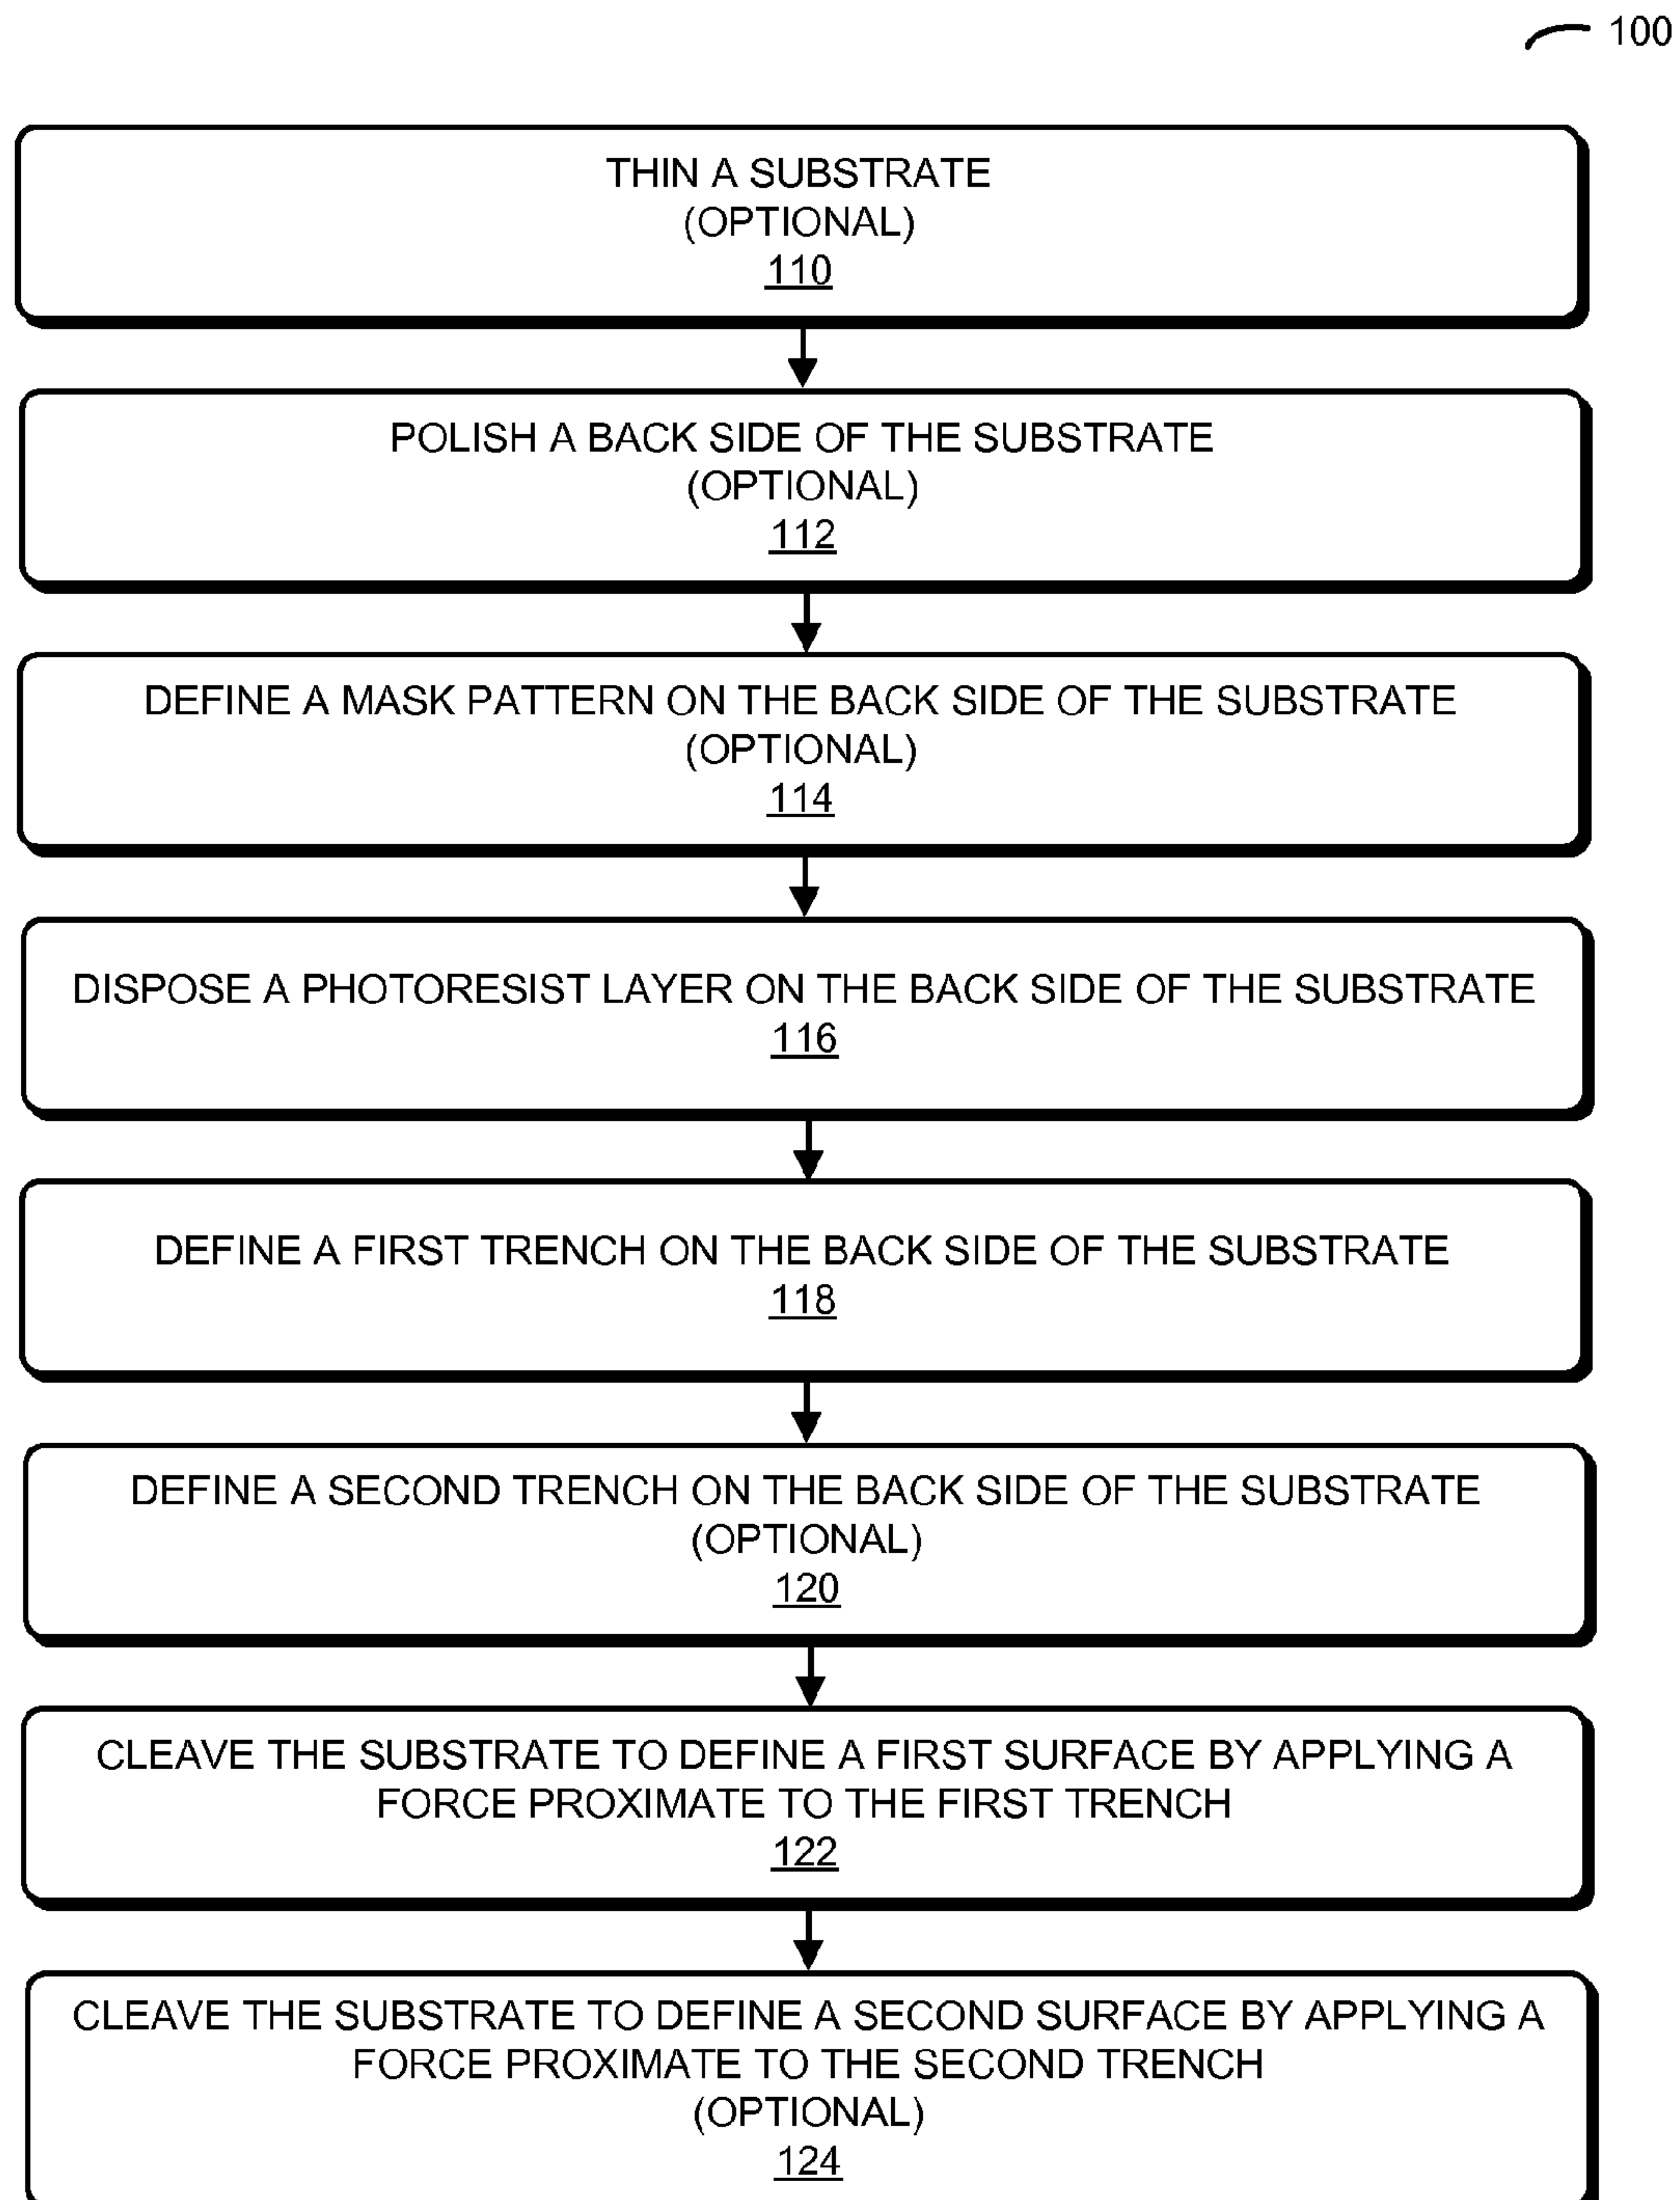 100
THIN A SUBSTRATE
(OPTIONAL)
110
POLISH A BACK SIDE OF THE SUBSTRATE
(OPTIONAL)
112
DEFINE A MASK PATTERN ON THE BACK SIDE OF THE SUBSTRATE
(OPTIONAL)
114
DISPOSE A PHOTORESIST LAYER ON THE BACK SIDE OF THE SUBSTRATE
116
DEFINE A FIRST TRENCH ON THE BACK SIDE OF THE SUBSTRATE
118
DEFINE A SECOND TRENCH ON THE BACK SIDE OF THE SUBSTRATE
(OPTIONAL)
120
CLEAVE THE SUBSTRATE TO DEFINE A FIRST SURFACE BY APPLYING A
FORCE PROXIMATE TO THE FIRST TRENCH
122
CLEAVE THE SUBSTRATE TO DEFINE A SECOND SURFACE BY APPLYING A
FORCE PROXIMATE TO THE SECOND TRENCH
(OPTIONAL)
124